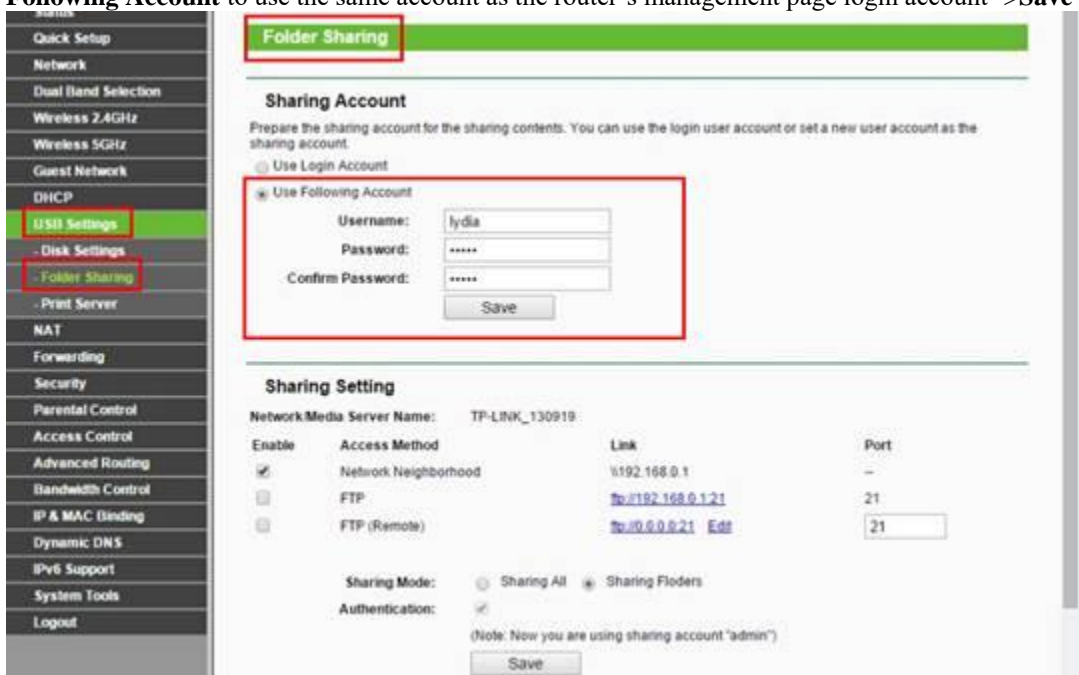 Following Account to use the same account as the router's management page login account ->Save
Status
Quick Setup
Network
Dual Band Selection
Wireless 2.4GHz
Wireless 5GHz
Guest Network
DHCP
USB Settings
- Disk Settings
- Folder Sharing
- Print Server
NAT
Forwarding
Security
Parental Control
Access Control
Advanced Routing
Bandwidth Control
IP & MAC Binding
Dynamic DNS
IPv6 Support
System Tools
Logout
Folder Sharing
Sharing Account
Prepare the sharing account for the sharing contents. You can use the login user account or set a new user account as the
sharing account.
Use Login Account
Use Following Account
Username: lydia
Password: •••••
Confirm Password: •••••
Save
Sharing Setting
Network/Media Server Name: TP-LINK_130919
Enable Access Method Link Port
Network Neighborhood \\192.168.0.1 --
FTP ftp://192.168.0.1:21 21
FTP (Remote) ftp://0.0.0.0:21 Edit 21
Sharing Mode: Sharing All Sharing Floders
Authentication:
(Note: Now you are using sharing account "admin")
Save